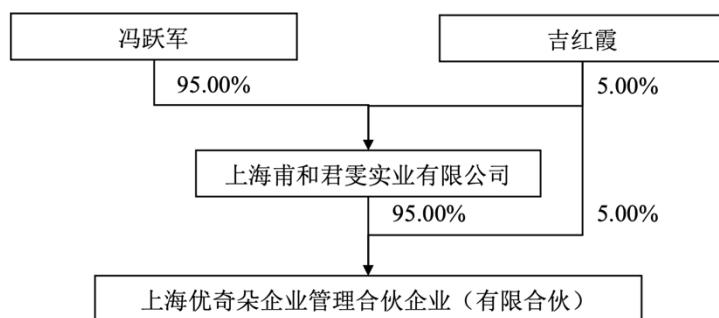 冯跃军
吉红霞
95.00%
5.00%
上海甫和君雯实业有限公司
95.00%
5.00%
上海优奇朵企业管理合伙企业（有限合伙）